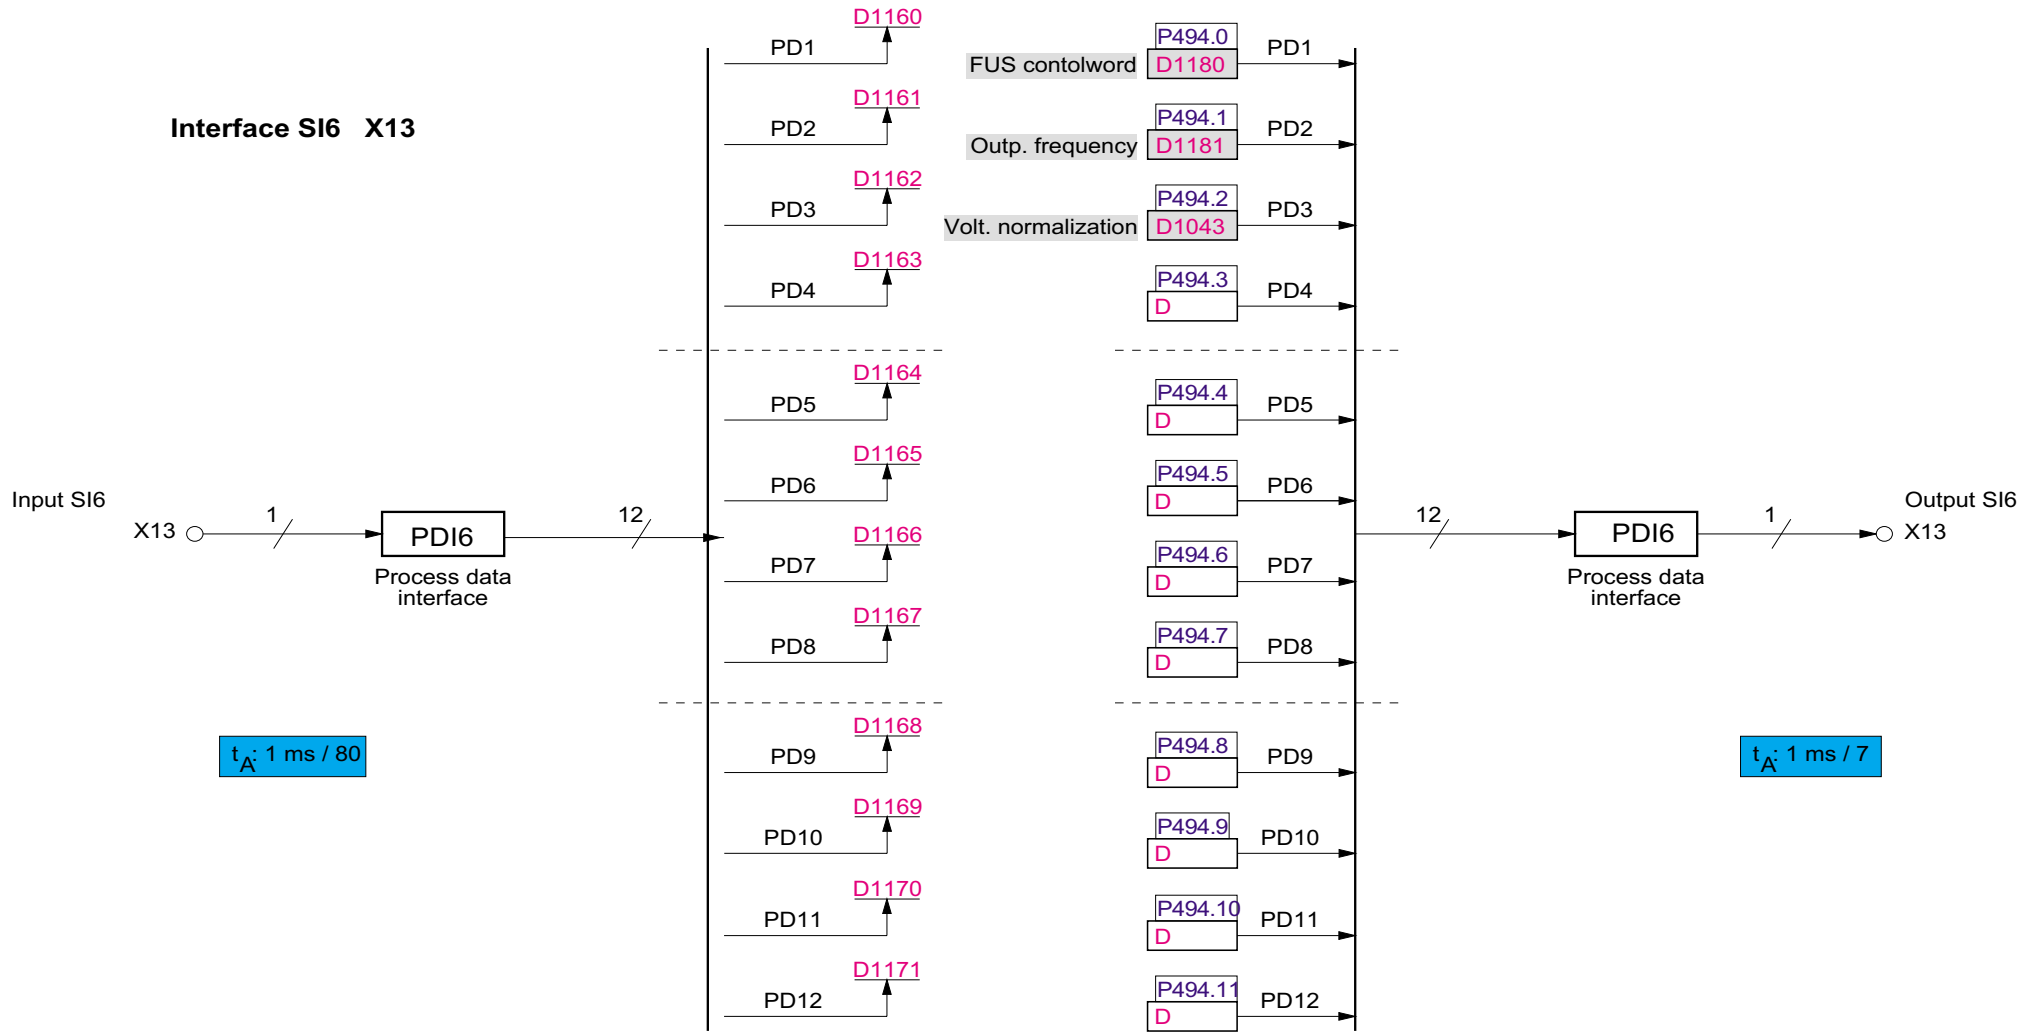 Interface SI6 X13
Input SI6
X13
1
PDI6
Process data
interface
12
tA: 1 ms / 80
D1160
PD1
D1161
PD2
D1162
PD3
D1163
PD4
D1164
PD5
D1165
PD6
D1166
PD7
D1167
PD8
D1168
PD9
D1169
PD10
D1170
PD11
D1171
PD12
P494.0
FUS contolword D1180 PD1
P494.1
Outp. frequency D1181 PD2
P494.2
Volt. normalization D1043 PD3
P494.3
D PD4
P494.4
D PD5
P494.5
D PD6
P494.6
D PD7
P494.7
D PD8
P494.8
D PD9
P494.9
D PD10
P494.10
D PD11
P494.11
D PD12
12
PDI6
Process data
interface
1
Output SI6
X13
tA: 1 ms / 7